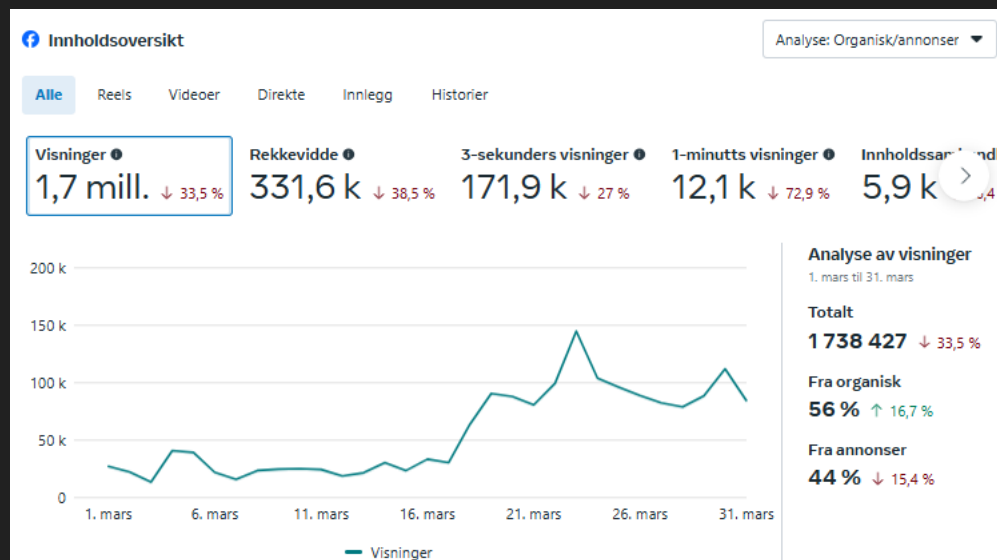 Innholdsoversikt
Analyse: Organisk/annonser
Alle Reels Videoer Direkte Innlegg Historier
Visninger Rekkevidde 3-sekunders visninger 1-minutts visninger
1,7 mill. ↓ 33,5 % 331,6 k ↓ 38,5 % 171,9 k ↓ 27 % 12,1 k ↓ 72,9 % 5,9 k
200 k
150 k
100 k
50 k
0
1. mars 6. mars 11. mars 16. mars 21. mars 26. mars 31. mars
Visninger
Analyse av visninger
1. mars til 31. mars
Totalt
1 738 427 ↓ 33,5 %
Fra organisk
56 % ↑ 16,7 %
Fra annonser
44 % ↓ 15,4 %